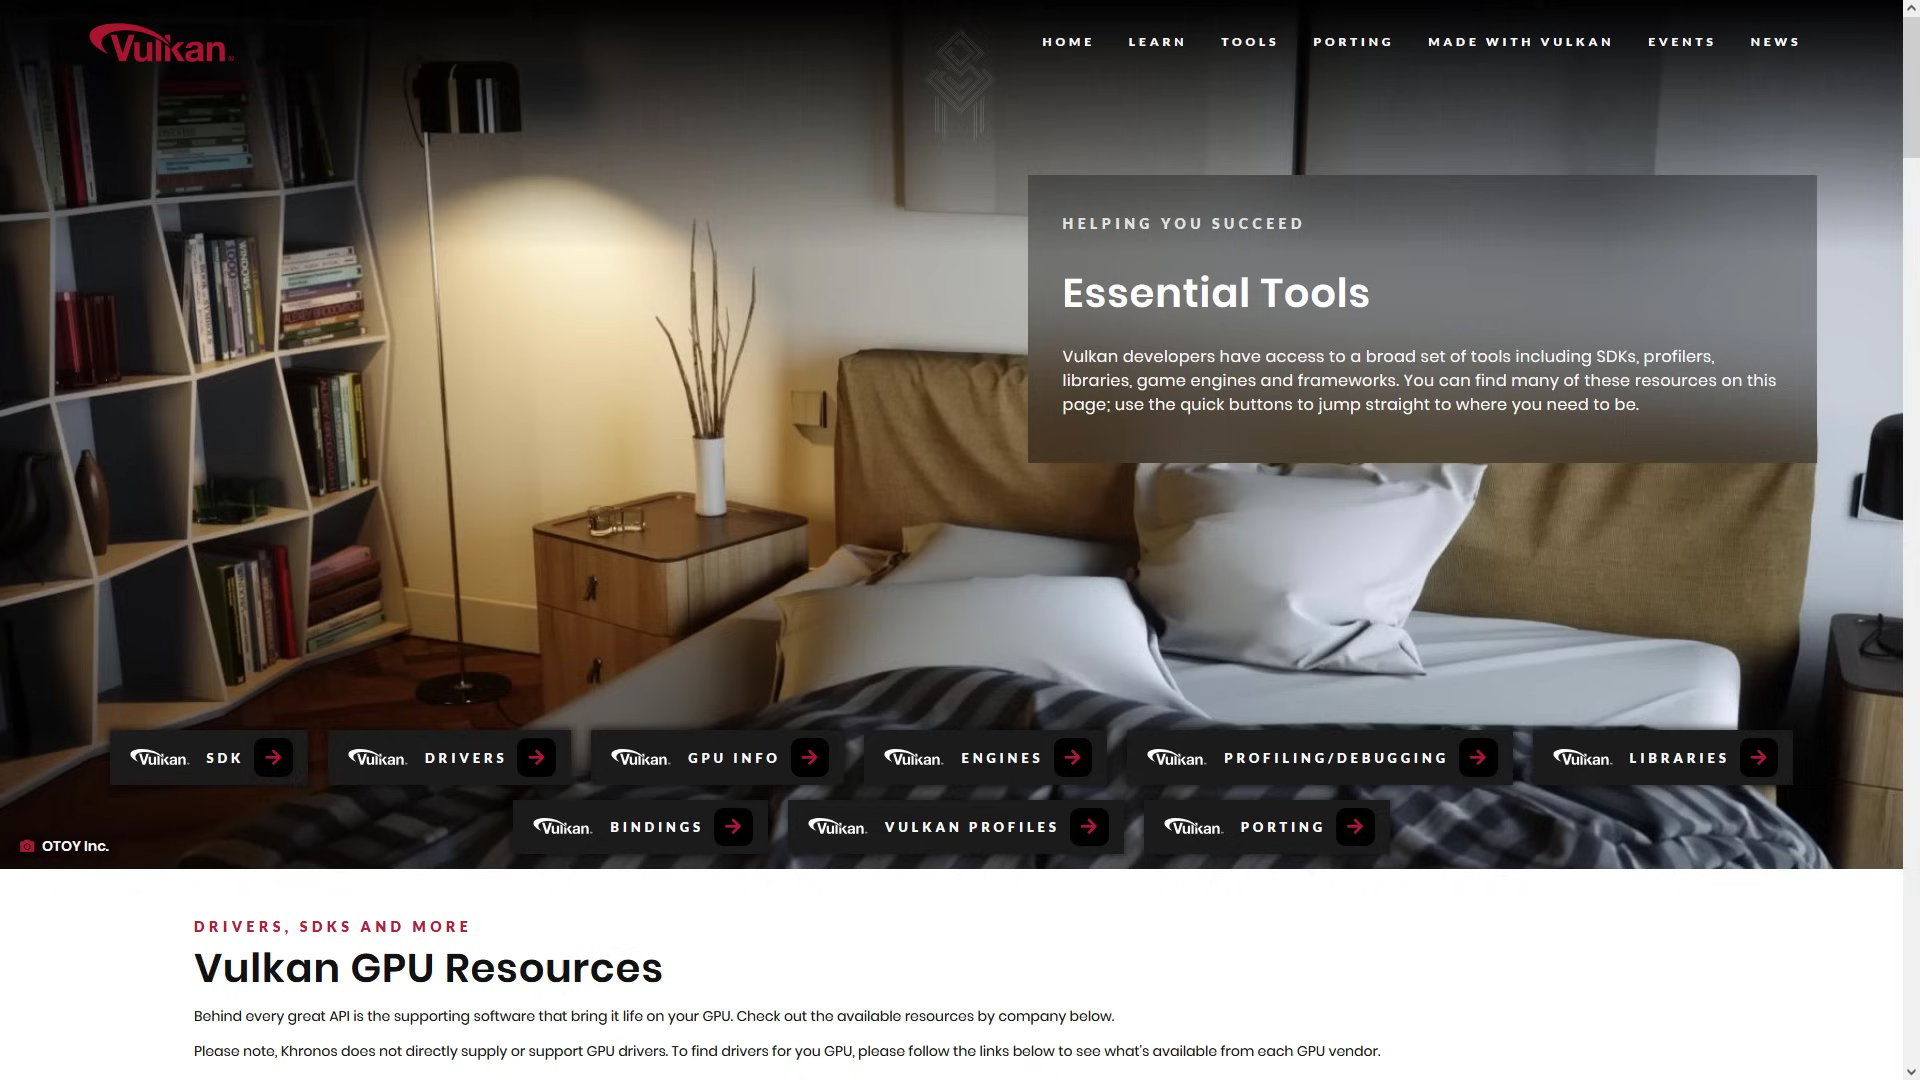 Vulkan
HOME LEARN TOOLS PORTING MADE WITH VULKAN EVENTS NEWS
HELPING YOU SUCCEED
Essential Tools
Vulkan developers have access to a broad set of tools including SDKs, profilers,
libraries, game engines and frameworks. You can find many of these resources on this
page; use the quick buttons to jump straight to where you need to be.
Vulkan SDK
Vulkan DRIVERS
Vulkan GPU INFO
Vulkan ENGINES
Vulkan PROFILING/DEBUGGING
Vulkan LIBRARIES
Vulkan BINDINGS
Vulkan VULKAN PROFILES
Vulkan PORTING
OTOY Inc.
DRIVERS, SDKS AND MORE
Vulkan GPU Resources
Behind every great API is the supporting software that bring it life on your GPU. Check out the available resources by company below.
Please note, Khronos does not directly supply or support GPU drivers. To find drivers for you GPU, please follow the links below to see what's available from each GPU vendor.